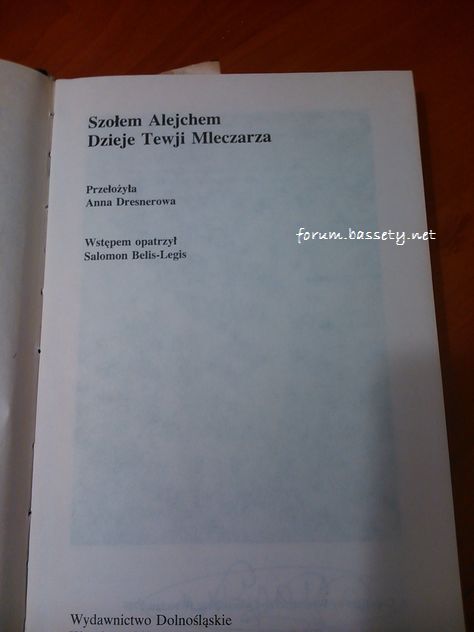 Szołem Alejchem
Dzieje Tewji Mleczarza
Przełożyła
Anna Dresnerowa
Wstępem opatrzył
Salomon Belis-Legis
forum.bassety.net
Wydawnictwo Dolnośląskie